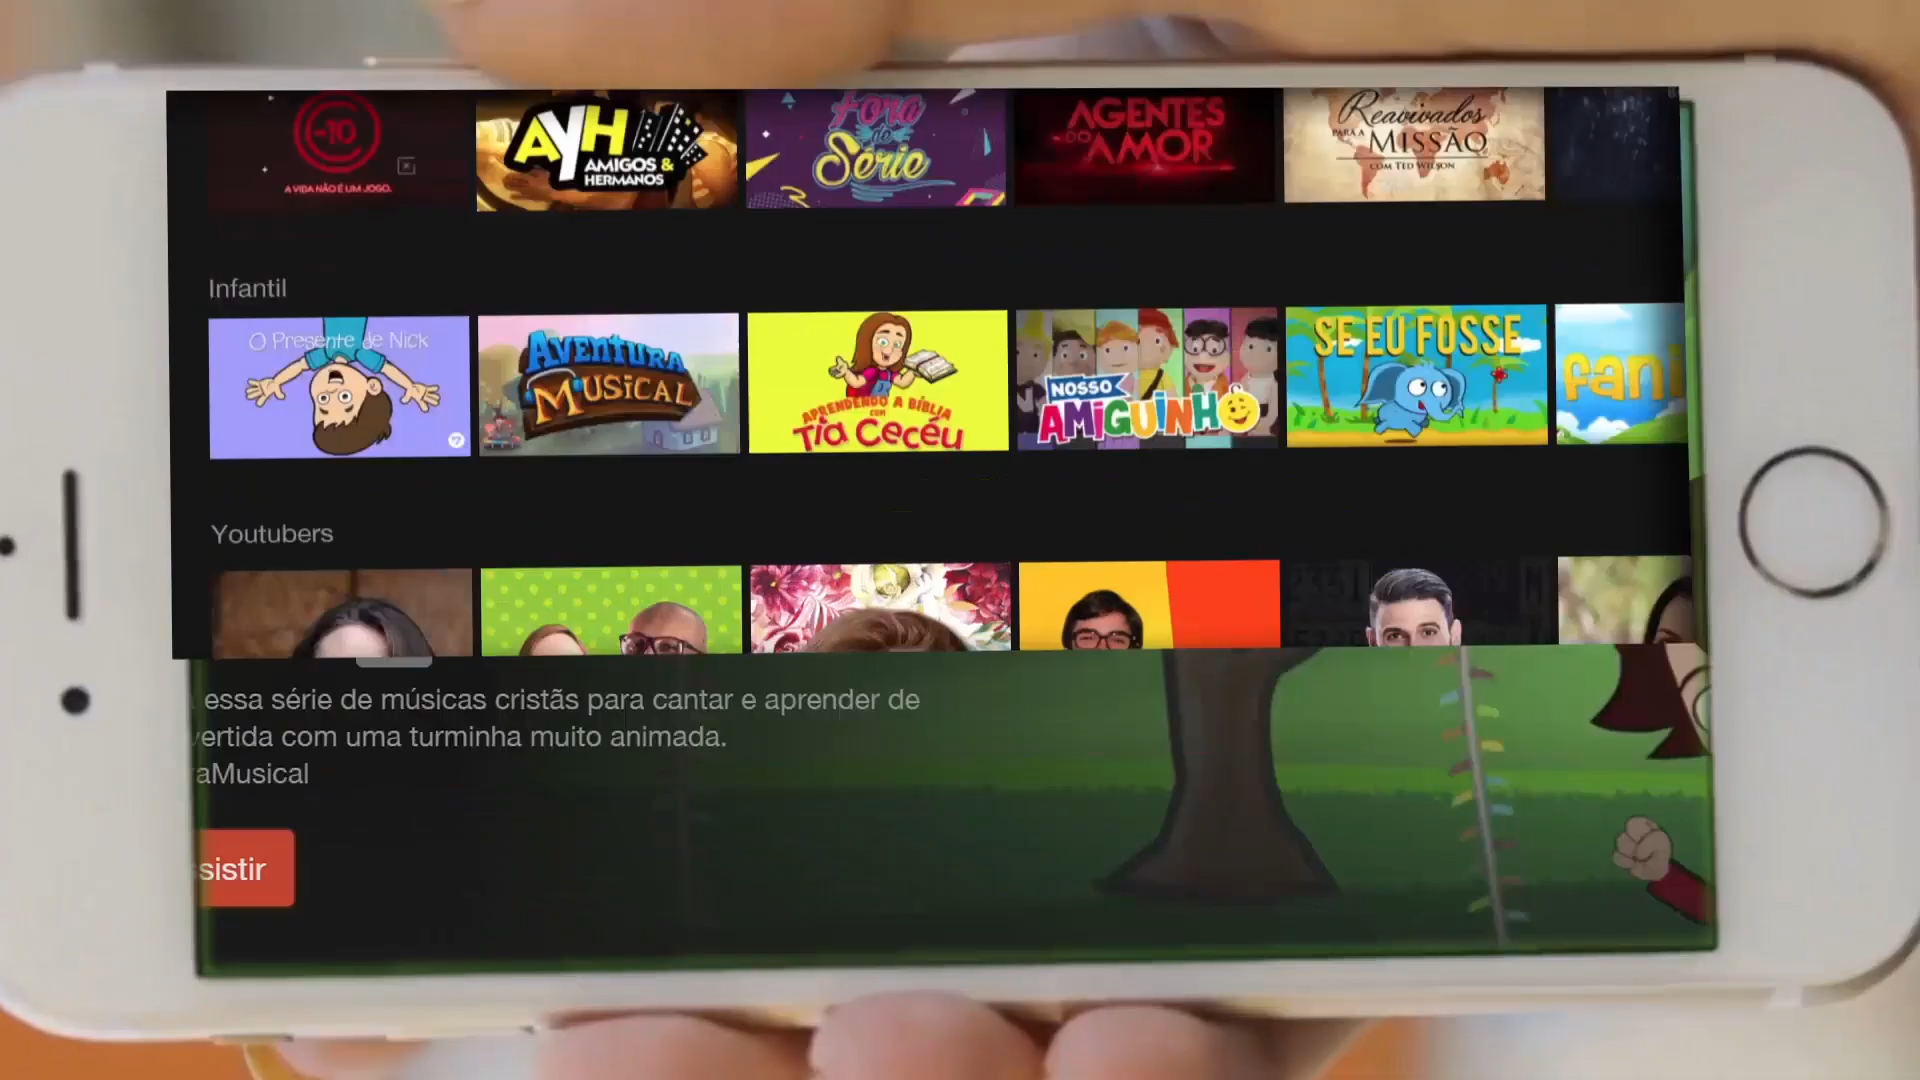 -10
A VIDA NÃO É UM JOGO.
AYH
AMIGOS &
HERMANOS
Fora
de
Série
AGENTES
DO AMOR
Reavivados
PARA A MISSÃO
COM TED WILSON
Infantil
O Presente de Nick
AVENTURA
MUSICAL
APRENDENDO A BÍBLIA
COM
Tia Cecéu
NOSSO
AMiGUiNHO
SE EU FOSSE
fani
Youtubers
essa série de músicas cristãs para cantar e aprender de
vertida com uma turminha muito animada.
aMusical
sistir